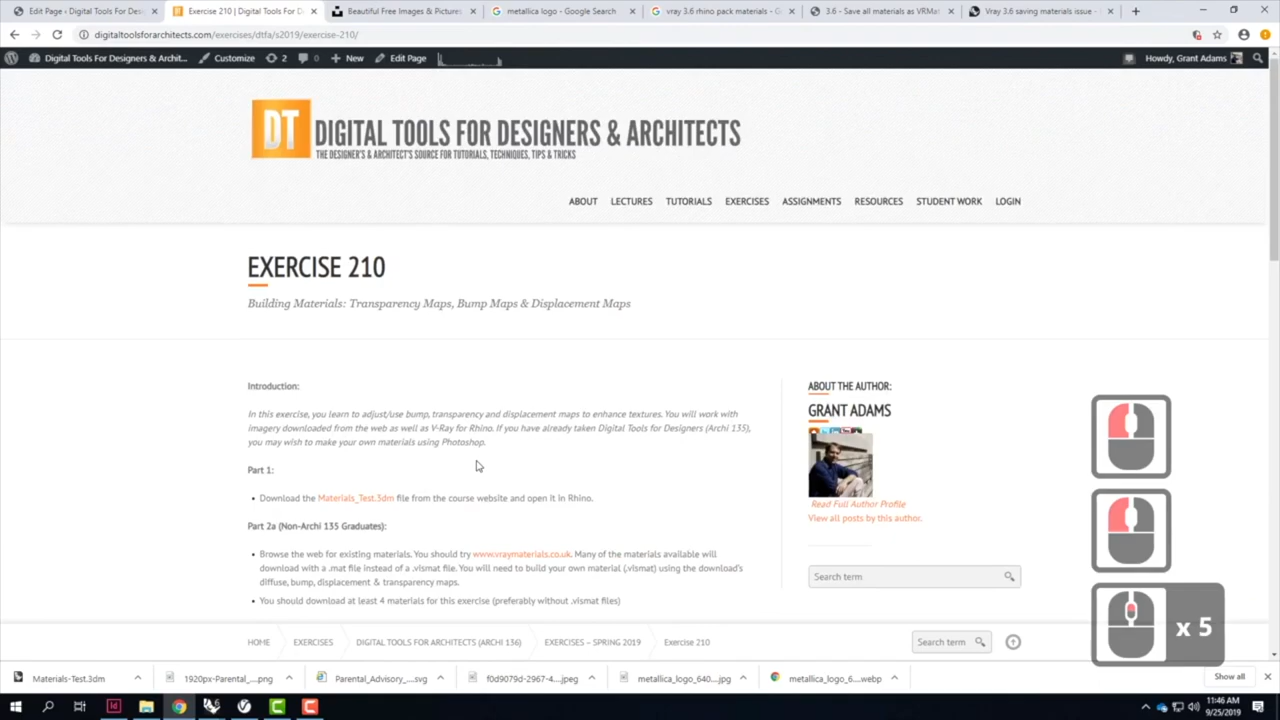 Edit Page ‹ Digital Tools For Des
Exercise 210 | Digital Tools For D
Beautiful Free Images & Pictures
metallica logo - Google Search
vray 3.6 rhino pack materials - G
3.6 - Save all materials as VRMat
Vray 3.6 saving materials issue -
digitaltoolsforarchitects.com/exercises/dtfa/s2019/exercise-210/
Digital Tools For Designers & Archit...
Customize
2
0
New
Edit Page
Howdy, Grant Adams
DT
DIGITAL TOOLS FOR DESIGNERS & ARCHITECTS
THE DESIGNER'S & ARCHITECT'S SOURCE FOR TUTORIALS, TECHNIQUES, TIPS & TRICKS
ABOUT LECTURES TUTORIALS EXERCISES ASSIGNMENTS RESOURCES STUDENT WORK LOGIN
EXERCISE 210
Building Materials: Transparency Maps, Bump Maps & Displacement Maps
Introduction:
In this exercise, you learn to adjust/use bump, transparency and displacement maps to enhance textures. You will work with
imagery downloaded from the web as well as V-Ray for Rhino. If you have already taken Digital Tools for Designers (Archi 135),
you may wish to make your own materials using Photoshop.
Part 1:
• Download the Materials_Test.3dm file from the course website and open it in Rhino.
Part 2a (Non-Archi 135 Graduates):
• Browse the web for existing materials. You should try www.vraymaterials.co.uk. Many of the materials available will
download with a .mat file instead of a .vismat file. You will need to build your own material (.vismat) using the download's
diffuse, bump, displacement & transparency maps.
• You should download at least 4 materials for this exercise (preferably without .vismat files)
ABOUT THE AUTHOR:
GRANT ADAMS
Read Full Author Profile
View all posts by this author.
Search term
x 5
HOME EXERCISES DIGITAL TOOLS FOR ARCHITECTS (ARCHI 136) EXERCISES – SPRING 2019 Exercise 210
Search term
Materials-Test.3dm
1920px-Parental_....png
Parental_Advisory_....svg
f0d9079d-2967-4....jpeg
metallica_logo_640....jpg
metallica_logo_6....webp
Show all
Id
11:46 AM
9/25/2019